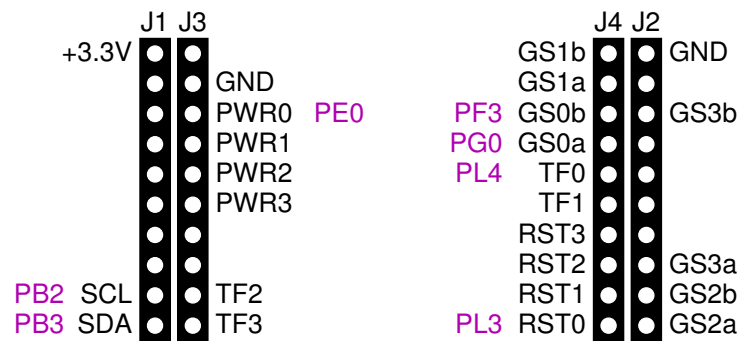 J1 J3 J4 J2
+3.3V GS1b GND
GND GS1a
PWR0 PE0 PF3 GS0b GS3b
PWR1 PG0 GS0a
PWR2 PL4 TF0
PWR3 TF1
RST3
RST2 GS3a
PB2 SCL TF2 RST1 GS2b
PB3 SDA TF3 PL3 RST0 GS2a